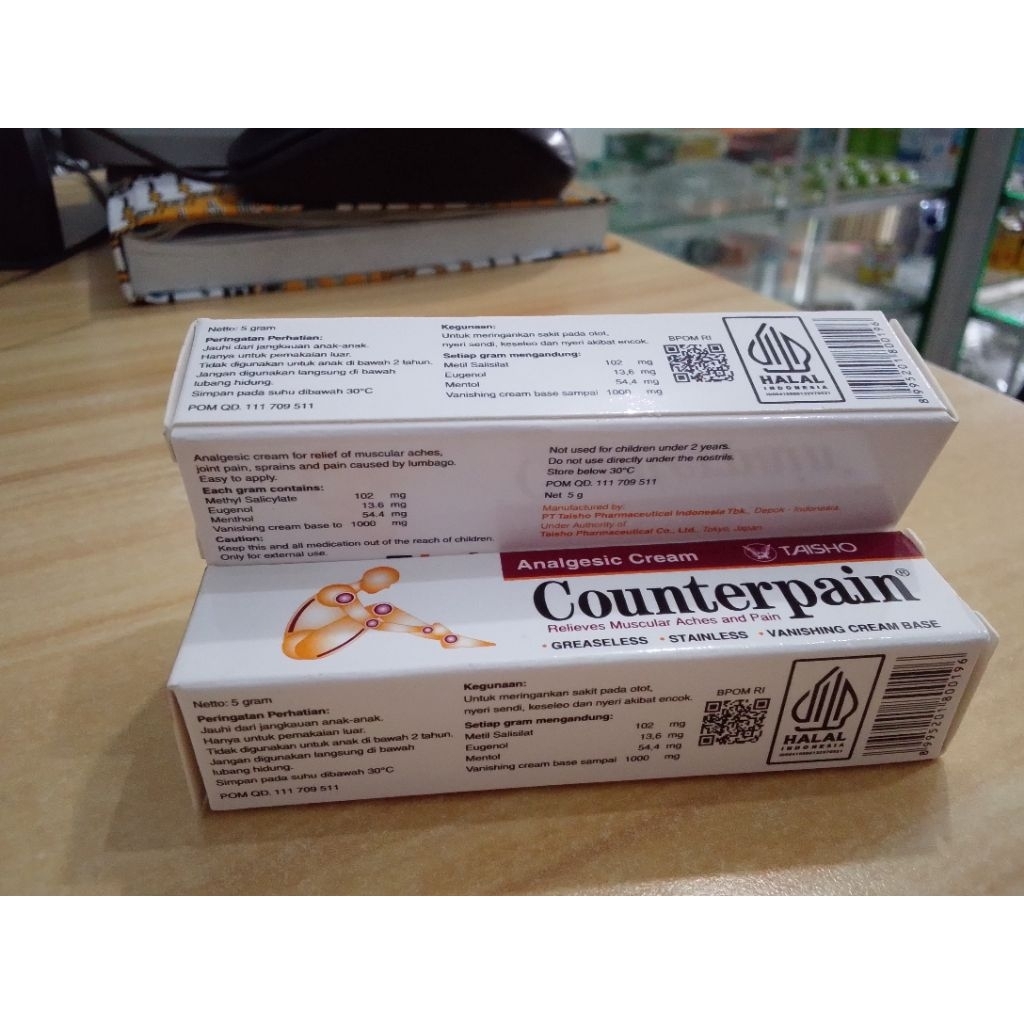 Netto: 5 gram
Peringatan Perhatian:
Jauhi dari jangkauan anak-anak.
Hanya untuk pemakaian luar.
Tidak digunakan untuk anak di bawah 2 tahun.
Jangan digunakan langsung di bawah
lubang hidung.
Simpan pada suhu dibawah 30°C
POM QD. 111 709 511
Kegunaan:
Untuk meringankan sakit pada otot,
nyeri sendi, keseleo dan nyeri akibat encok.
Setiap gram mengandung:
Metil Salisilat 102 mg
Eugenol 13,6 mg
Mentol 54,4 mg
Vanishing cream base sampai 1000 mg
BPOM RI
HALAL
INDONESIA
8995201800196
Analgesic cream for relief of muscular aches,
joint pain, sprains and pain caused by lumbago.
Easy to apply.
Each gram contains:
Methyl Salicylate 102 mg
Eugenol 13.6 mg
Menthol 54.4 mg
Vanishing cream base to 1000 mg
Caution:
Keep this and all medication out of the reach of children.
Only for external use.
Not used for children under 2 years.
Do not use directly under the nostrils.
Store below 30°C
POM QD. 111 709 511
Net 5 g
Manufactured by:
PT Taisho Pharmaceutical Indonesia Tbk., Depok - Indonesia.
Under Authority of
Taisho Pharmaceutical Co., Ltd., Tokyo, Japan
Analgesic Cream TAISHO
Counterpain®
Relieves Muscular Aches and Pain
• GREASELESS • STAINLESS • VANISHING CREAM BASE
Netto: 5 gram
Peringatan Perhatian:
Jauhi dari jangkauan anak-anak.
Hanya untuk pemakaian luar.
Tidak digunakan untuk anak di bawah 2 tahun.
Jangan digunakan langsung di bawah
lubang hidung.
Simpan pada suhu dibawah 30°C
POM QD. 111 709 511
Kegunaan:
Untuk meringankan sakit pada otot,
nyeri sendi, keseleo dan nyeri akibat encok.
Setiap gram mengandung:
Metil Salisilat 102 mg
Eugenol 13,6 mg
Mentol 54,4 mg
Vanishing cream base sampai 1000 mg
BPOM RI
HALAL
INDONESIA
8995201800196